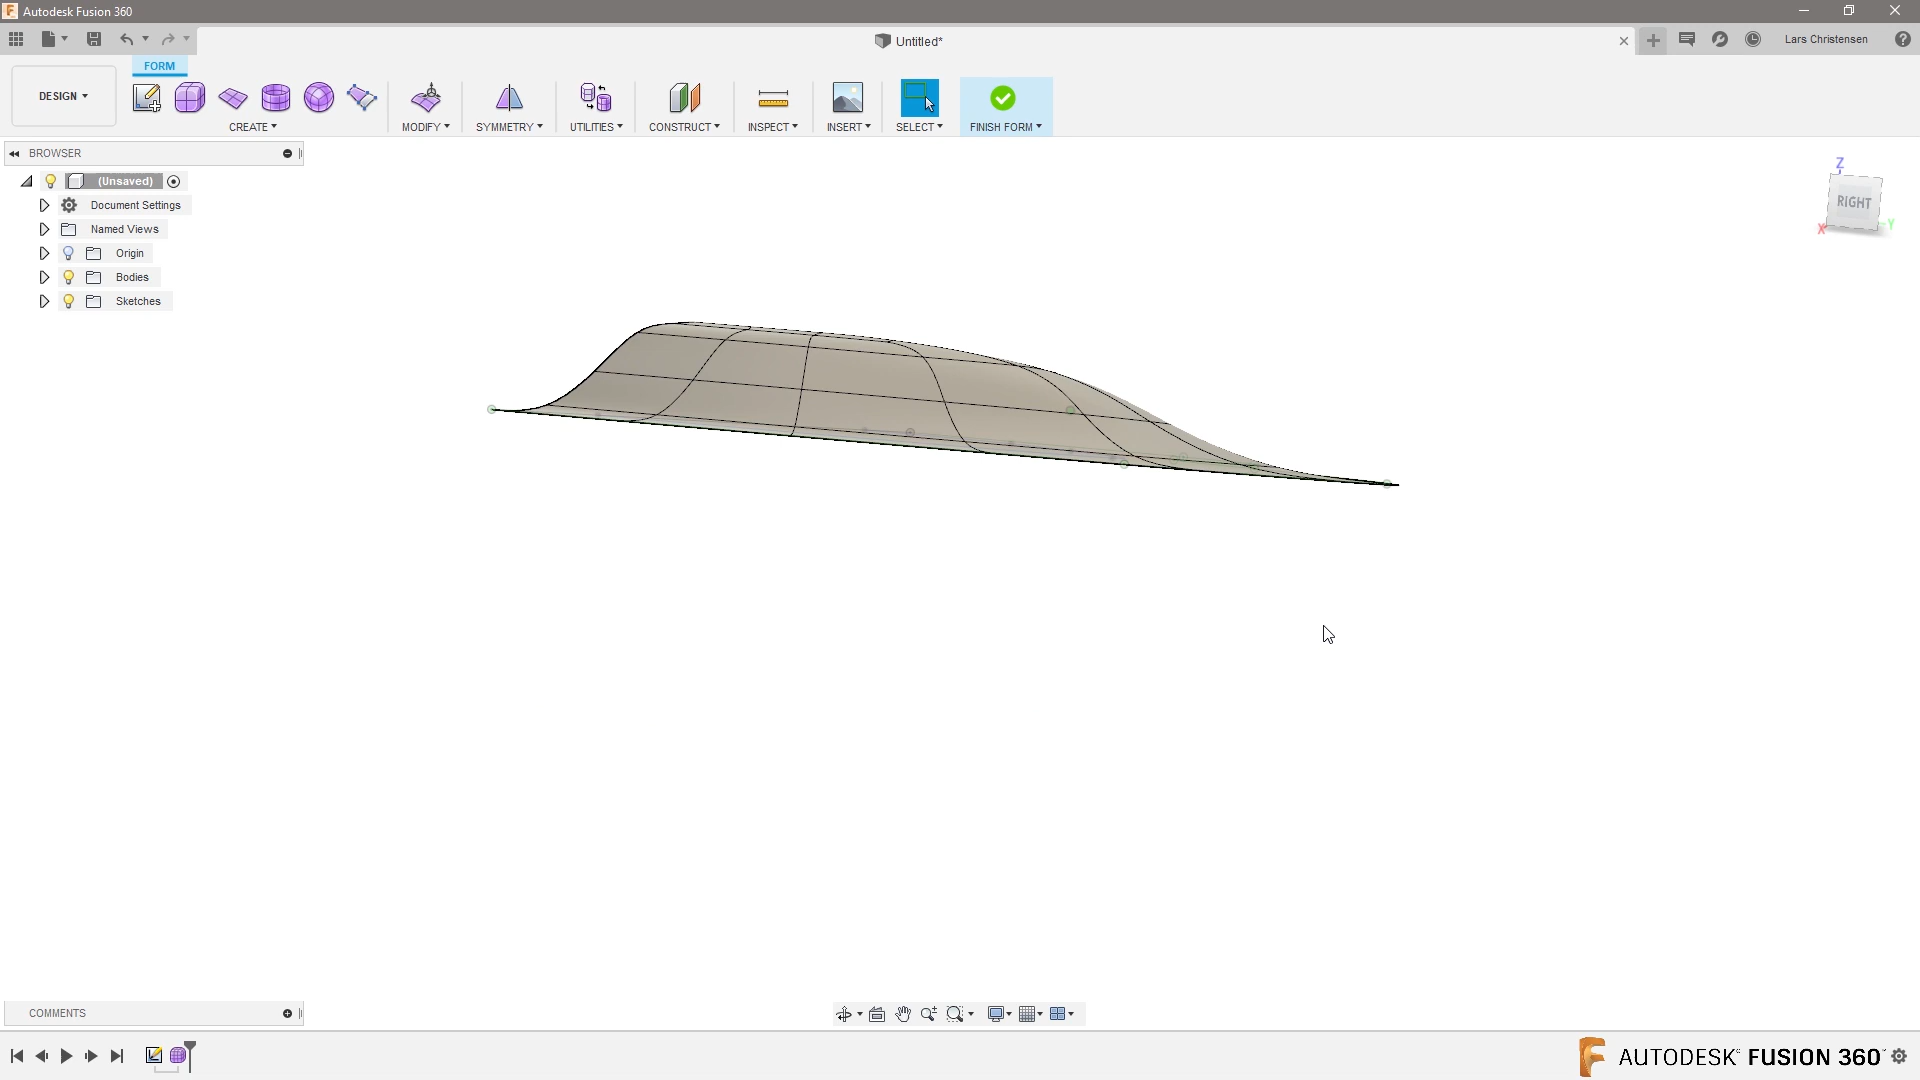 Autodesk Fusion 360
Untitled*
Lars Christensen
FORM
DESIGN
CREATE
MODIFY
SYMMETRY
UTILITIES
CONSTRUCT
INSPECT
INSERT
SELECT
FINISH FORM
BROWSER
(Unsaved)
Document Settings
Named Views
Origin
Bodies
Sketches
Z
RIGHT
X
Y
COMMENTS
AUTODESK FUSION 360